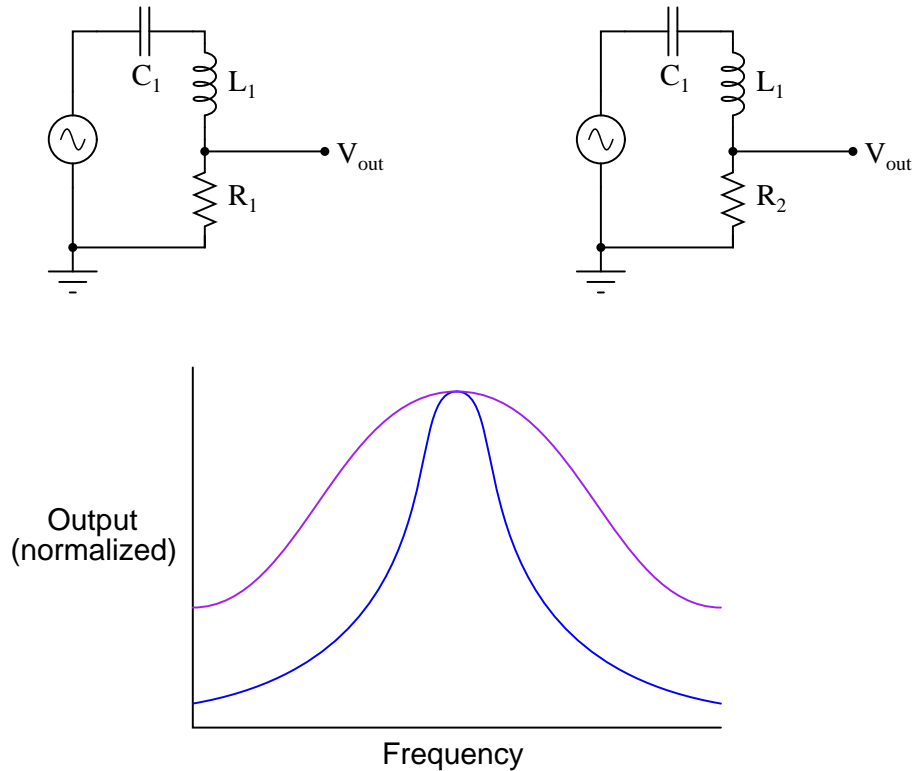 C1 L1
Vout
R1
C1 L1
Vout
R2
Output
(normalized)
Frequency